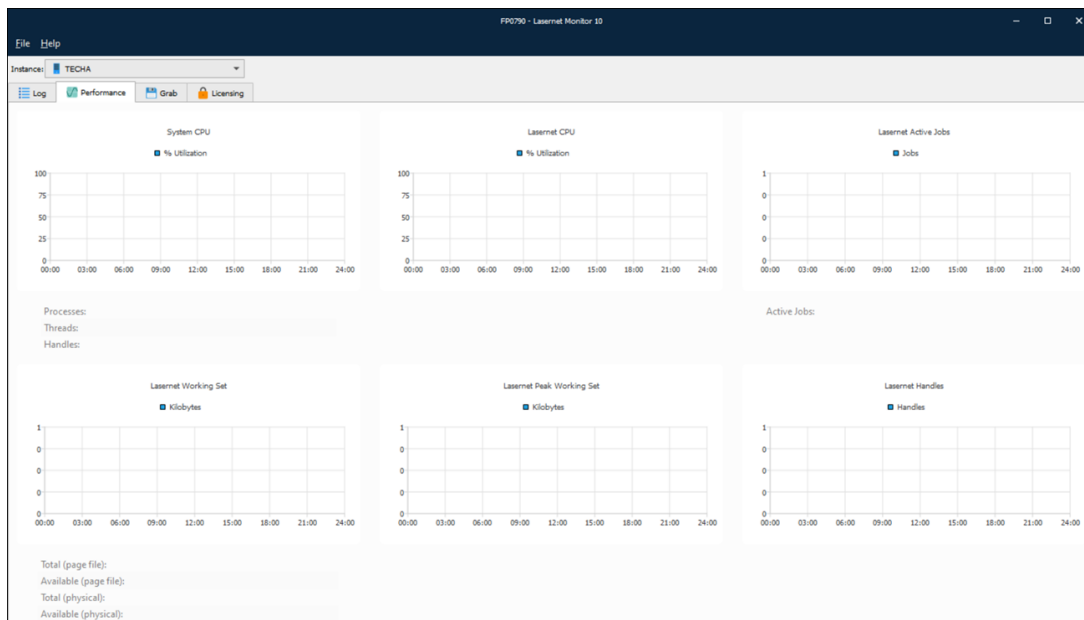 FP0790 - Lasernet Monitor 10
File Help
Instance: TECHA
Log Performance Grab Licensing
System CPU
% Utilization
100
75
50
25
0
00:00 03:00 06:00 09:00 12:00 15:00 18:00 21:00 24:00
Processes:
Threads:
Handles:
Lasernet CPU
% Utilization
100
75
50
25
0
00:00 03:00 06:00 09:00 12:00 15:00 18:00 21:00 24:00
Lasernet Active Jobs
Jobs
1
0
0
0
0
00:00 03:00 06:00 09:00 12:00 15:00 18:00 21:00 24:00
Active Jobs:
Lasernet Working Set
Kilobytes
1
0
0
0
0
00:00 03:00 06:00 09:00 12:00 15:00 18:00 21:00 24:00
Total (page file):
Available (page file):
Total (physical):
Available (physical):
Lasernet Peak Working Set
Kilobytes
1
0
0
0
0
00:00 03:00 06:00 09:00 12:00 15:00 18:00 21:00 24:00
Lasernet Handles
Handles
1
0
0
0
0
00:00 03:00 06:00 09:00 12:00 15:00 18:00 21:00 24:00